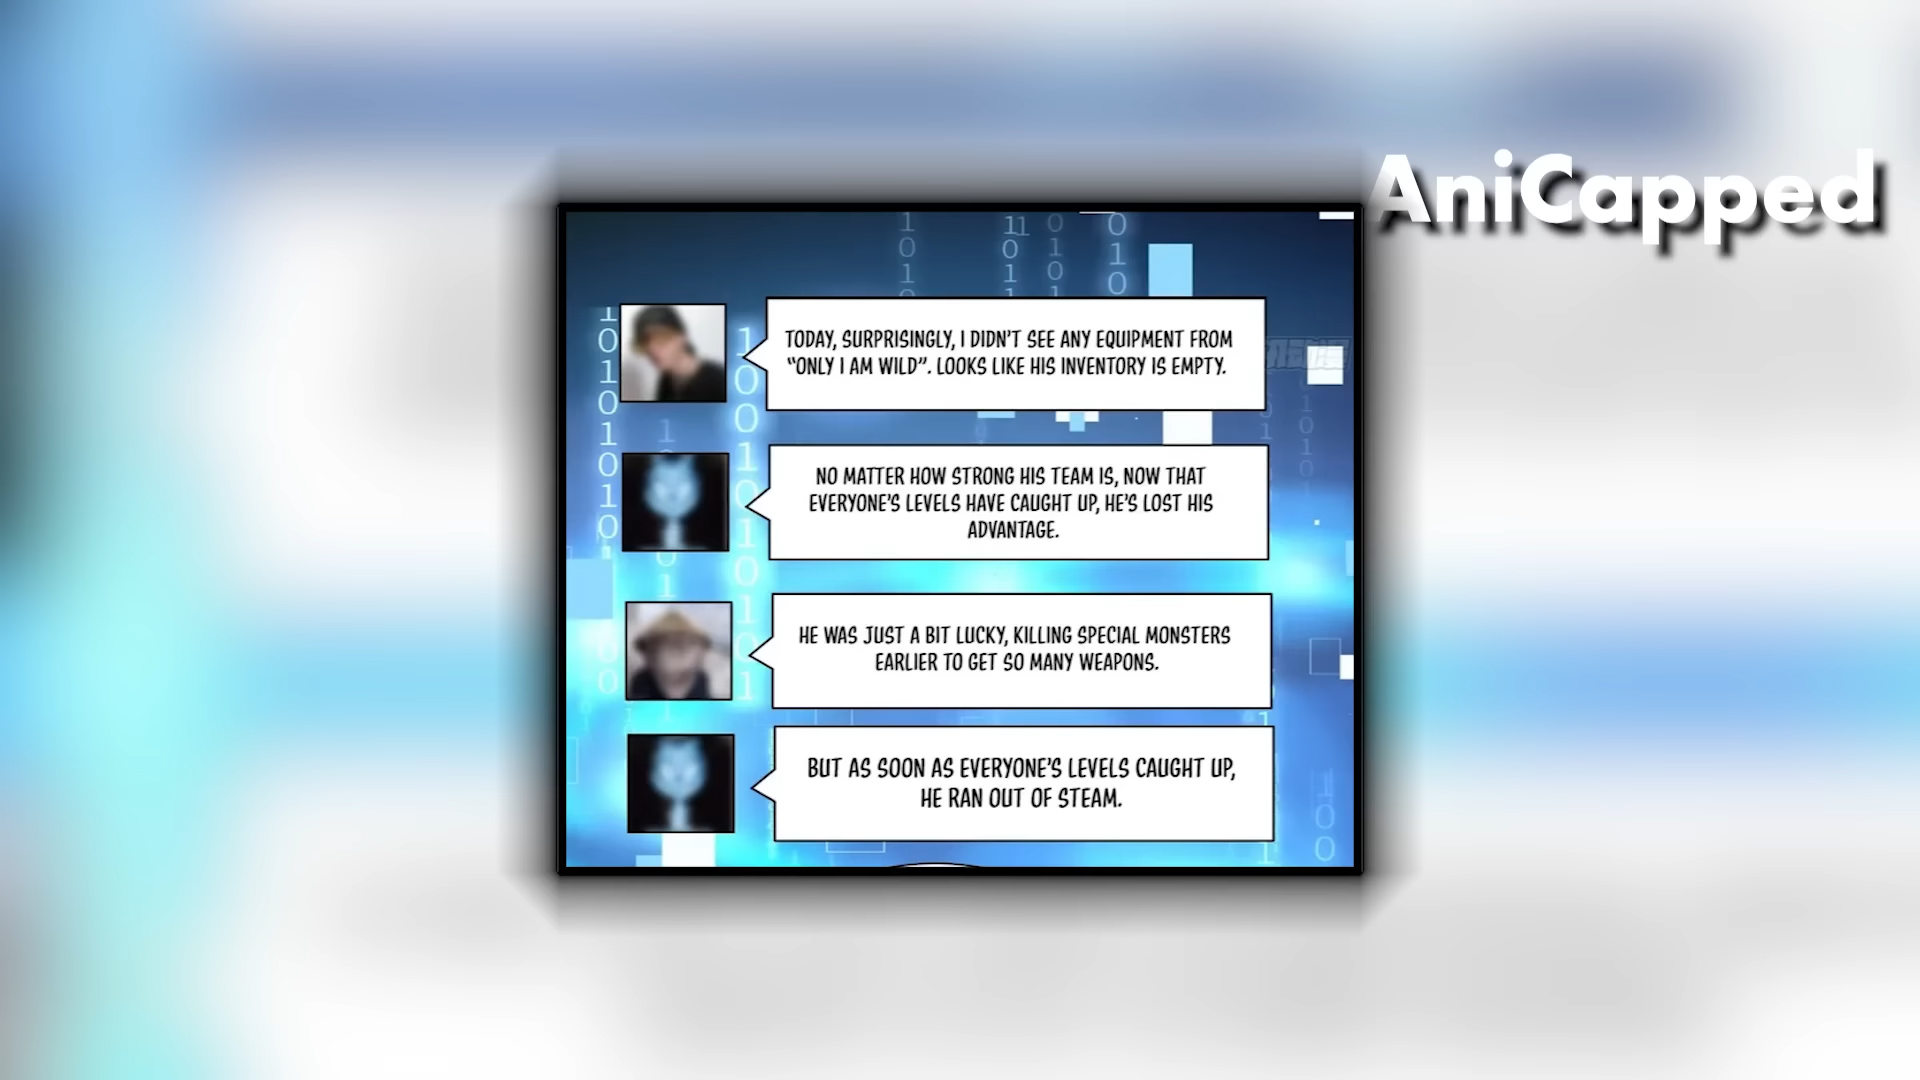 AniCapped
TODAY, SURPRISINGLY, I DIDN'T SEE ANY EQUIPMENT FROM
"ONLY I AM WILD". LOOKS LIKE HIS INVENTORY IS EMPTY.
NO MATTER HOW STRONG HIS TEAM IS, NOW THAT
EVERYONE'S LEVELS HAVE CAUGHT UP, HE'S LOST HIS
ADVANTAGE.
HE WAS JUST A BIT LUCKY, KILLING SPECIAL MONSTERS
EARLIER TO GET SO MANY WEAPONS.
BUT AS SOON AS EVERYONE'S LEVELS CAUGHT UP,
HE RAN OUT OF STEAM.